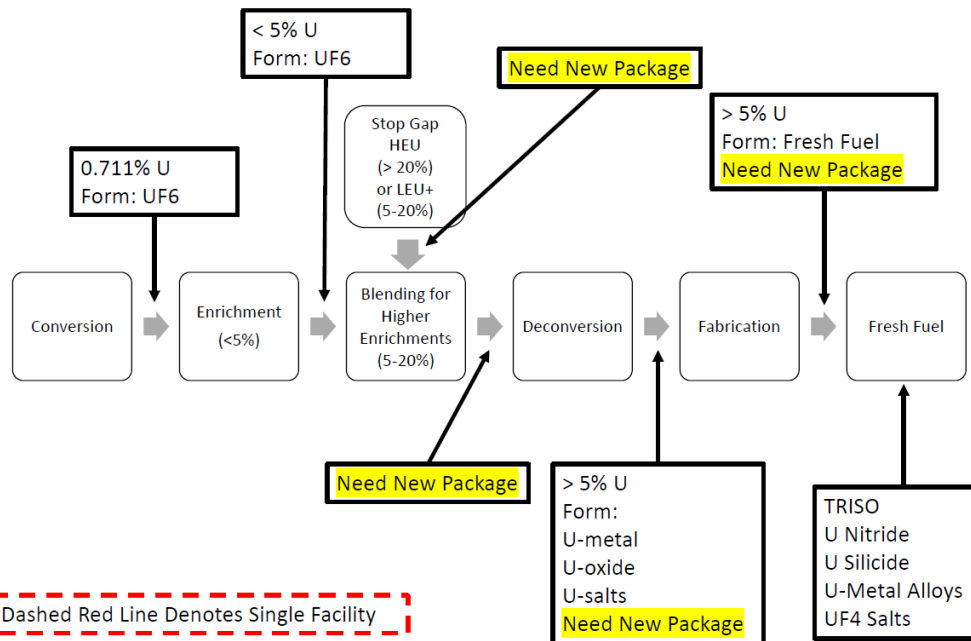 < 5% U
Form: UF6
Need New Package
Stop Gap
HEU
(> 20%)
or LEU+
(5-20%)
> 5% U
Form: Fresh Fuel
Need New Package
0.711% U
Form: UF6
Conversion
Enrichment
(<5%)
Blending for
Higher
Enrichments
(5-20%)
Deconversion
Fabrication
Fresh Fuel
Need New Package
> 5% U
Form:
U-metal
U-oxide
U-salts
Need New Package
TRISO
U Nitride
U Silicide
U-Metal Alloys
UF4 Salts
Dashed Red Line Denotes Single Facility